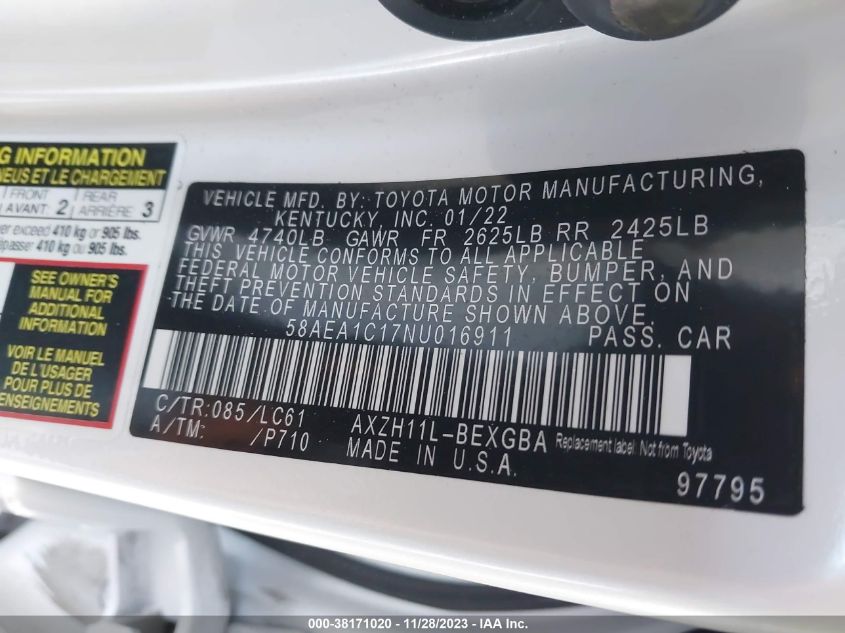 G INFORMATION
NEUS ET LE CHARGEMENT
FRONT 2 REAR 3
AVANT ARRIÈRE
er exceed 410 kg or 905 lbs.
epasser 410 kg ou 905 lbs.
SEE OWNER'S
MANUAL FOR
ADDITIONAL
INFORMATION
VOIR LE MANUEL
DE L'USAGER
POUR PLUS DE
RENSEIGNEMENTS
VEHICLE MFD. BY: TOYOTA MOTOR MANUFACTURING,
KENTUCKY, INC. 01/22
GVWR 4740LB GAWR FR 2625LB RR 2425LB
THIS VEHICLE CONFORMS TO ALL APPLICABLE
FEDERAL MOTOR VEHICLE SAFETY, BUMPER, AND
THEFT PREVENTION STANDARDS IN EFFECT ON
THE DATE OF MANUFACTURE SHOWN ABOVE.
58AEA1C17NU016911 PASS. CAR
C/TR:085/LC61 AXZH11L-BEXGBA Replacement label. Not from Toyota
A/TM: /P710 MADE IN U.S.A.
97795
000-38171020 - 11/28/2023 - IAA Inc.